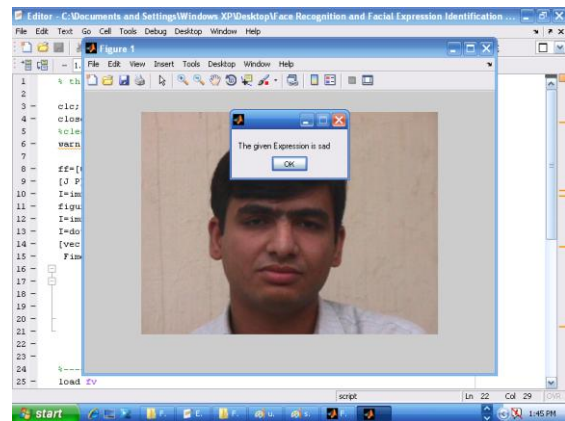 Editor - C:\Documents and Settings\Windows XP\Desktop\Face Recognition and Facial Expression Identification ...
File Edit Text Go Cell Tools Debug Desktop Window Help
Figure 1
File Edit View Insert Tools Desktop Window Help
The given Expression is sad
OK
1 % th
2
3 - clc;
4 - close
5 %clea
6 - warn
7
8 -
9 - [J P
10 - I=im
11 - figu
12 - I=im
13 - I=do
14 - [vec
15 - Fim
16 -
17 -
18 -
19 -
20 -
21 -
22 -
23 -
24 %----
25 - load fv
script Ln 22 Col 29 OVR
start 1:45 PM